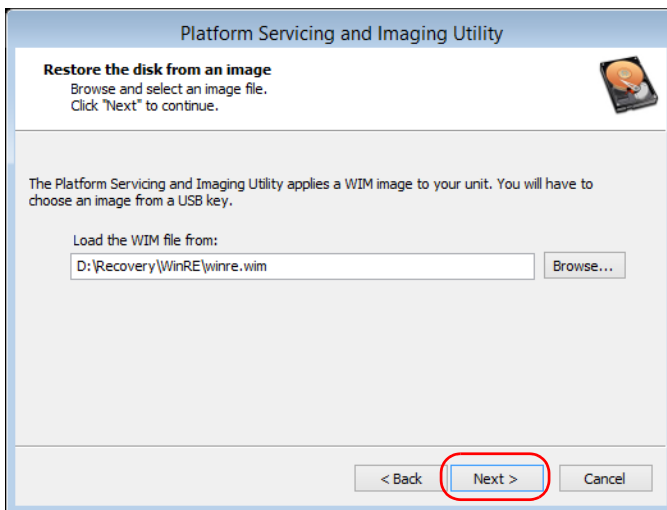 Platform Servicing and Imaging Utility
Restore the disk from an image
Browse and select an image file.
Click "Next" to continue.
The Platform Servicing and Imaging Utility applies a WIM image to your unit. You will have to
choose an image from a USB key.
Load the WIM file from:
D:\Recovery\WinRE\winre.wim Browse...
< Back Next > Cancel